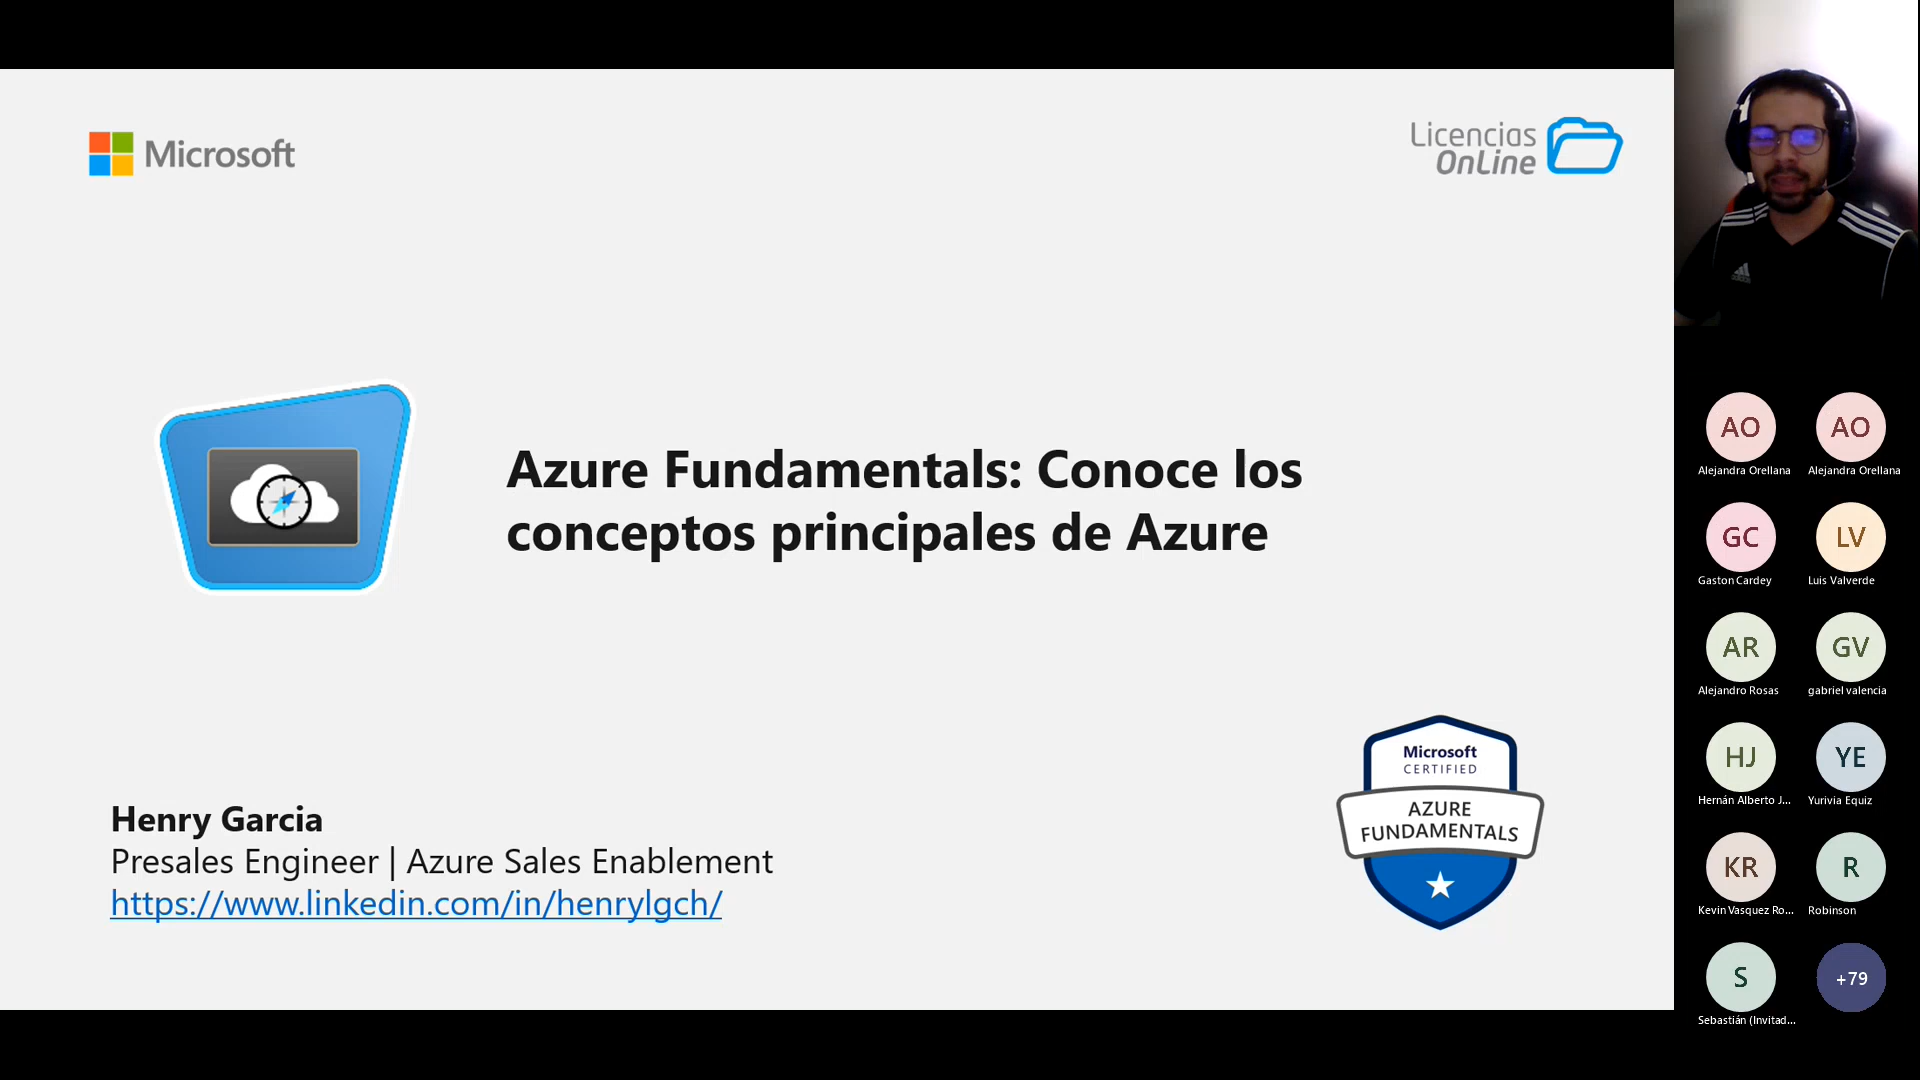 Microsoft
Licencias
OnLine
Azure Fundamentals: Conoce los
conceptos principales de Azure
Microsoft
CERTIFIED
AZURE
FUNDAMENTALS
Henry Garcia
Presales Engineer | Azure Sales Enablement
https://www.linkedin.com/in/henrylgch/
AO
AO
Alejandra Orellana
Alejandra Orellana
GC
LV
Gaston Cardey
Luis Valverde
AR
GV
Alejandro Rosas
gabriel valencia
HJ
YE
Hernán Alberto J...
Yurivia Equiz
KR
R
Kevin Vasquez Ro...
Robinson
S
+79
Sebastián (Invitad...